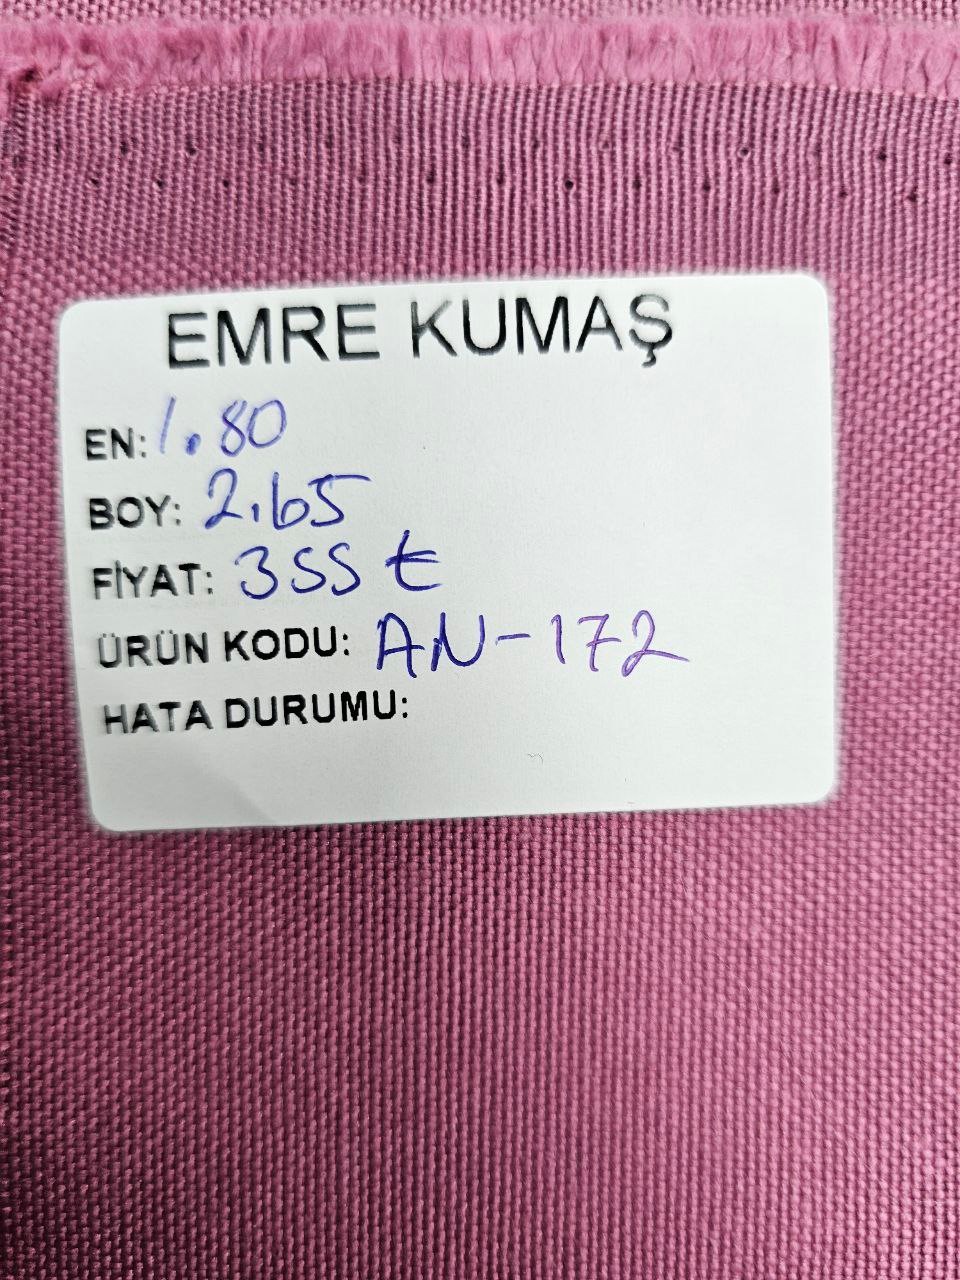 EMRE KUMAŞ
EN: 1.80
BOY: 2.65
FİYAT: 355 ₺
ÜRÜN KODU: AN-172
HATA DURUMU: